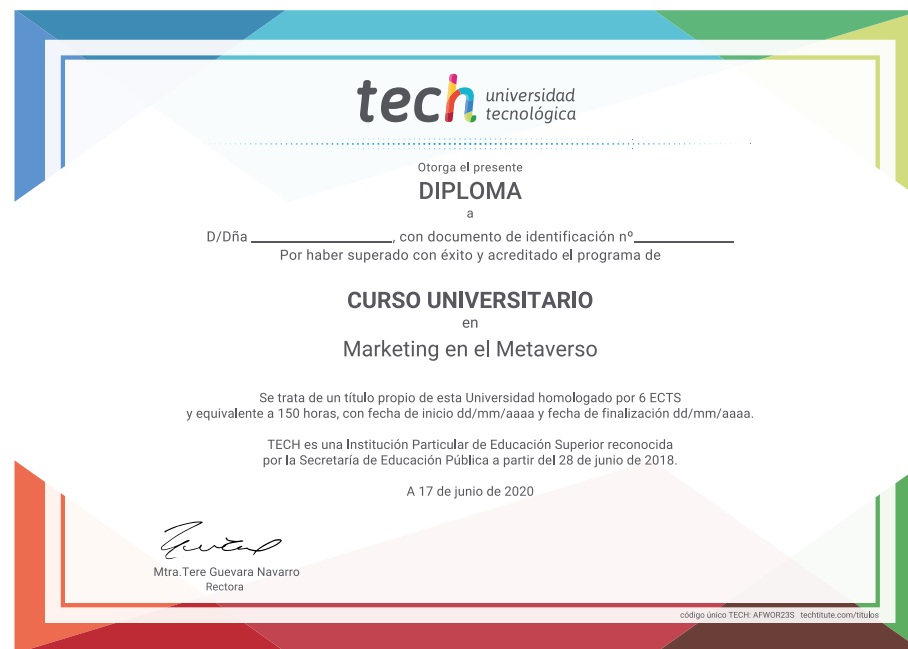 tech universidad
tecnológica
Otorga el presente
DIPLOMA
a
D/Dña , con documento de identificación nº
Por haber superado con éxito y acreditado el programa de
CURSO UNIVERSITARIO
en
Marketing en el Metaverso
Se trata de un título propio de esta Universidad homologado por 6 ECTS
y equivalente a 150 horas, con fecha de inicio dd/mm/aaaa y fecha de finalización dd/mm/aaaa.
TECH es una Institución Particular de Educación Superior reconocida
por la Secretaría de Educación Pública a partir del 28 de junio de 2018.
A 17 de junio de 2020
Mtra.Tere Guevara Navarro
Rectora
código único TECH: AFWOR23S techtitute.com/titulos